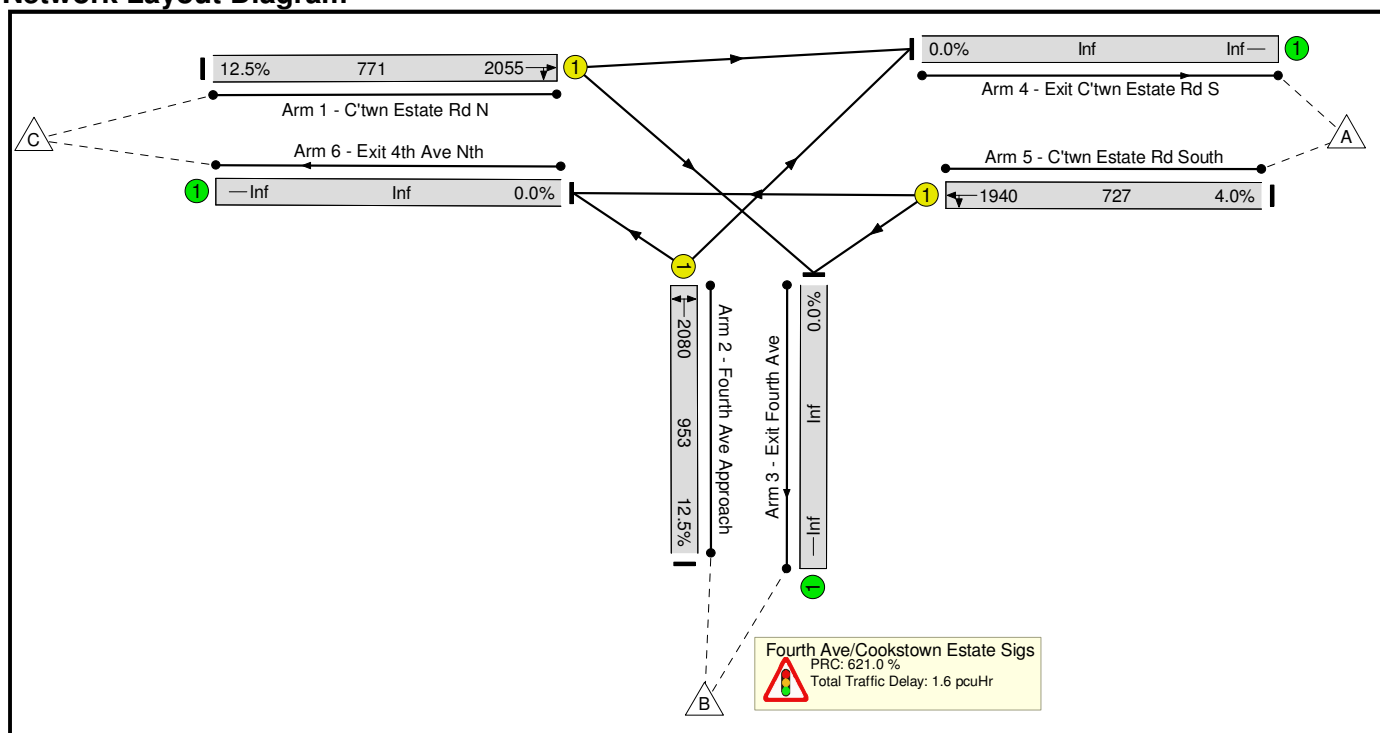 Network Layout Diagram
12.5% 771 2055
1
Arm 1 - C'twn Estate Rd N
C
Arm 6 - Exit 4th Ave Nth
1
Inf Inf 0.0%
0.0% Inf Inf
1
Arm 4 - Exit C'twn Estate Rd S
A
Arm 5 - C'twn Estate Rd South
1
1940 727 4.0%
1
2080 953 12.5%
Arm 2 - Fourth Ave Approach
Arm 3 - Exit Fourth Ave
0.0% Inf Inf
1
B
Fourth Ave/Cookstown Estate Sigs
PRC: 621.0 %
Total Traffic Delay: 1.6 pcuHr